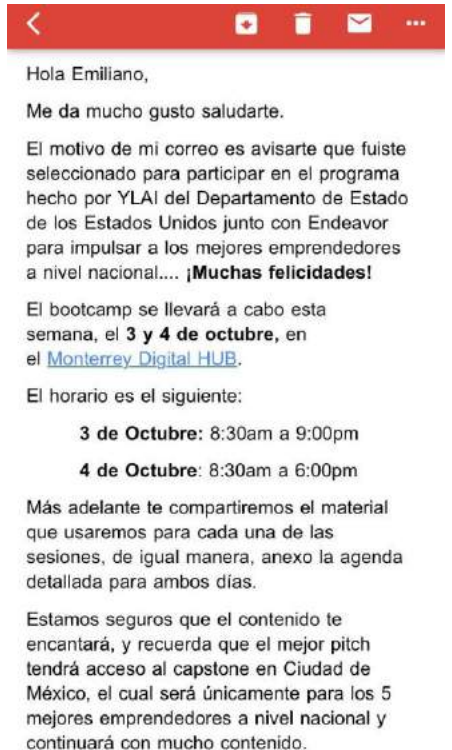 Hola Emiliano,
Me da mucho gusto saludarte.
El motivo de mi correo es avisarte que fuiste
seleccionado para participar en el programa
hecho por YLAI del Departamento de Estado
de los Estados Unidos junto con Endeavor
para impulsar a los mejores emprendedores
a nivel nacional.... ¡Muchas felicidades!
El bootcamp se llevará a cabo esta
semana, el 3 y 4 de octubre, en
el Monterrey Digital HUB.
El horario es el siguiente:
3 de Octubre: 8:30am a 9:00pm
4 de Octubre: 8:30am a 6:00pm
Más adelante te compartiremos el material
que usaremos para cada una de las
sesiones, de igual manera, anexo la agenda
detallada para ambos días.
Estamos seguros que el contenido te
encantará, y recuerda que el mejor pitch
tendrá acceso al capstone en Ciudad de
México, el cual será únicamente para los 5
mejores emprendedores a nivel nacional y
continuará con mucho contenido.